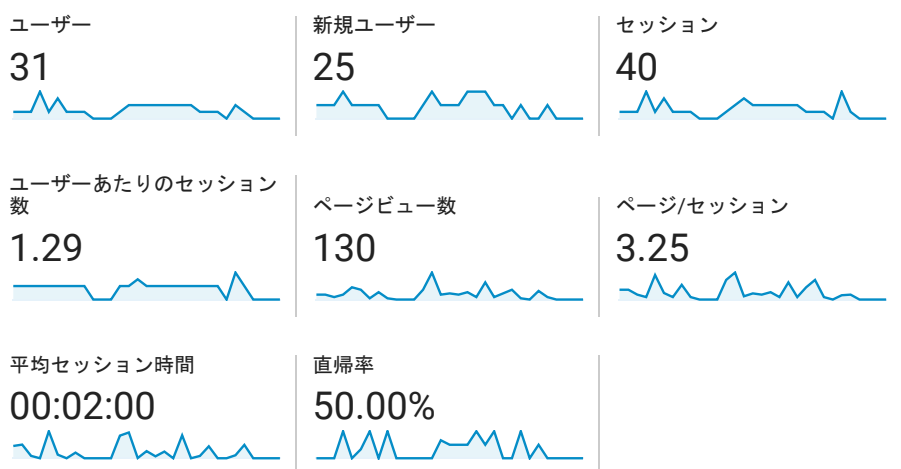 ユーザー
31
新規ユーザー
25
セッション
40
ユーザーあたりのセッション
数
1.29
ページビュー数
130
ページ/セッション
3.25
平均セッション時間
00:02:00
直帰率
50.00%